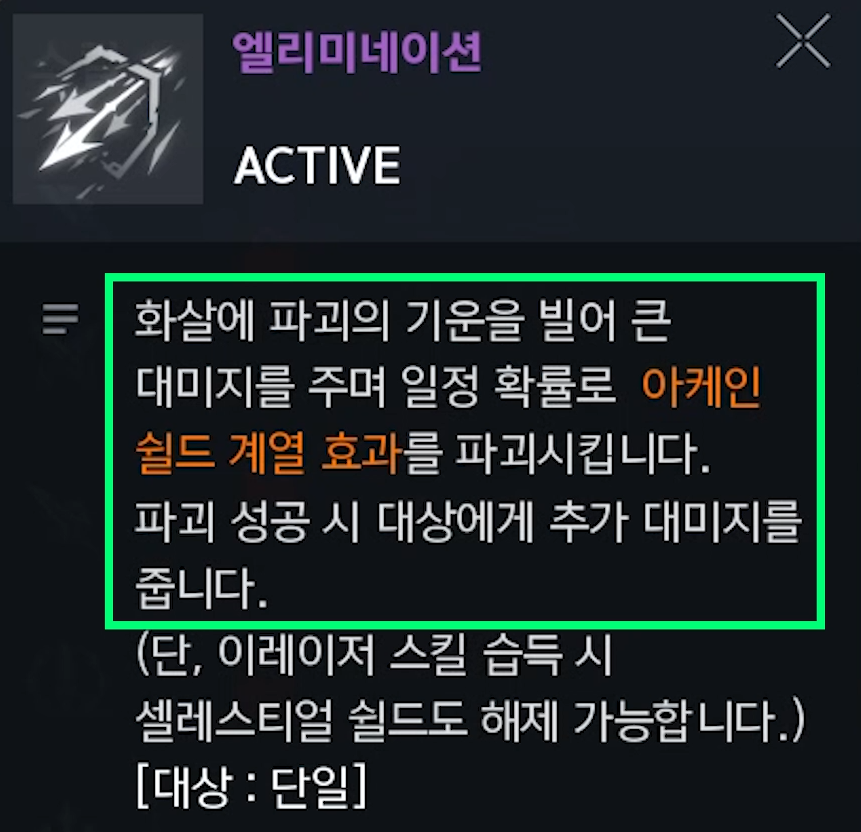 엘리미네이션
ACTIVE
화살에 파괴의 기운을 빌어 큰
대미지를 주며 일정 확률로 아케인
쉴드 계열 효과를 파괴시킵니다.
파괴 성공 시 대상에게 추가 대미지를
줍니다.
(단, 이레이저 스킬 습득 시
셀레스티얼 쉴드도 해제 가능합니다.)
[대상 : 단일]